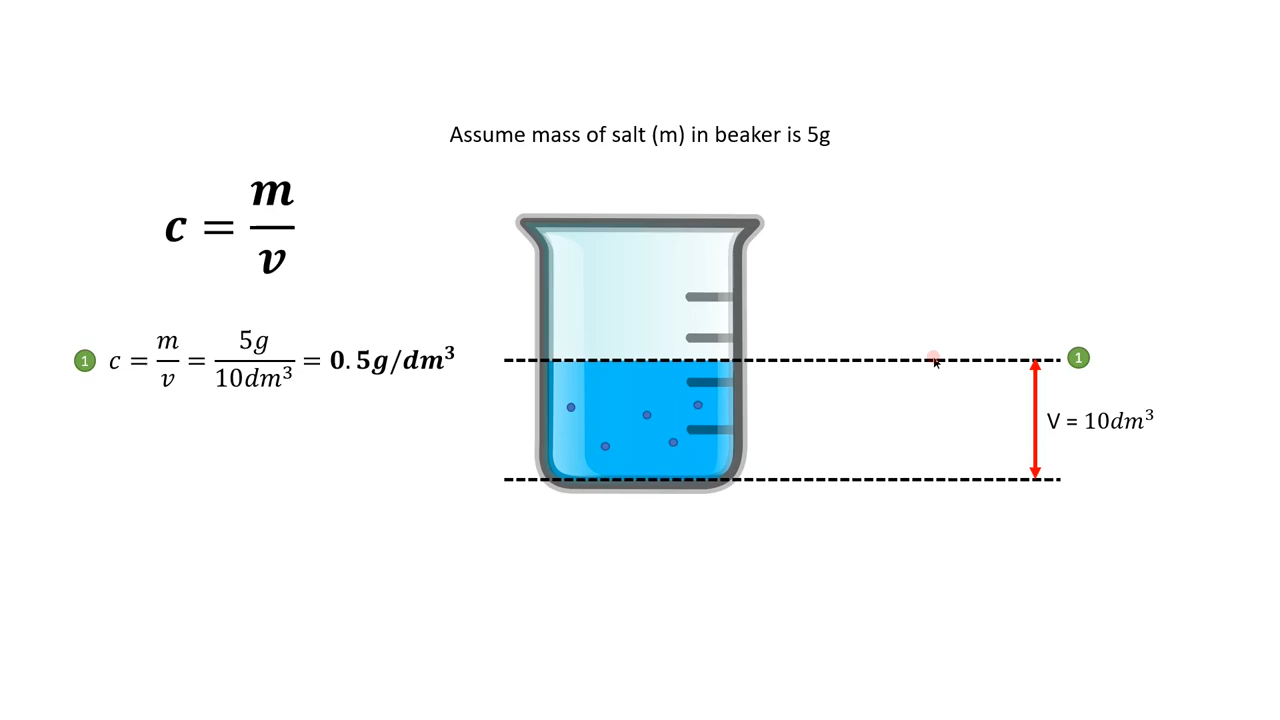 Assume mass of salt (m) in beaker is 5g
c = m/v
1 c = m/v = 5g/10dm³ = 0.5g/dm³
1
V = 10dm³